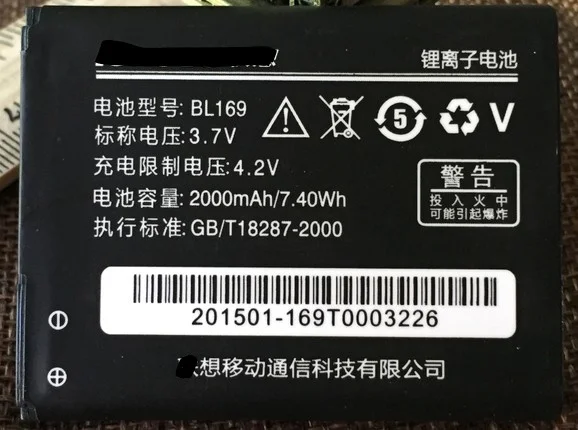 锂离子电池
电池型号: BL169
标称电压: 3.7V
充电限制电压: 4.2V
电池容量: 2000mAh/7.40Wh
执行标准: GB/T18287-2000
5
V
警告
投入火中
可能引起爆炸
201501-169T0003226
想移动通信科技有限公司